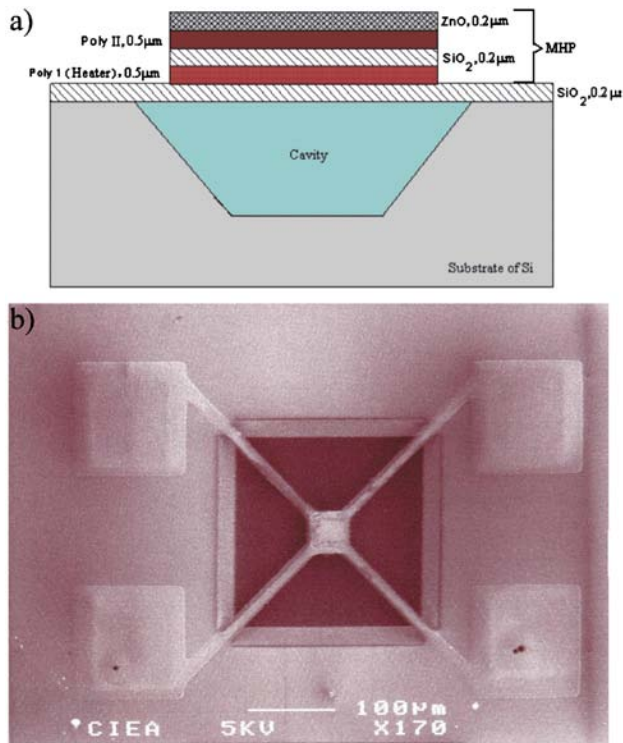 a)
ZnO, 0.2μm
Poly II, 0.5μm
SiO2, 0.2μm
MHP
Poly 1 (Heater), 0.5μm
SiO2, 0.2μ
Cavity
Substrate of Si
b)
100μm
CIEA 5KV X170